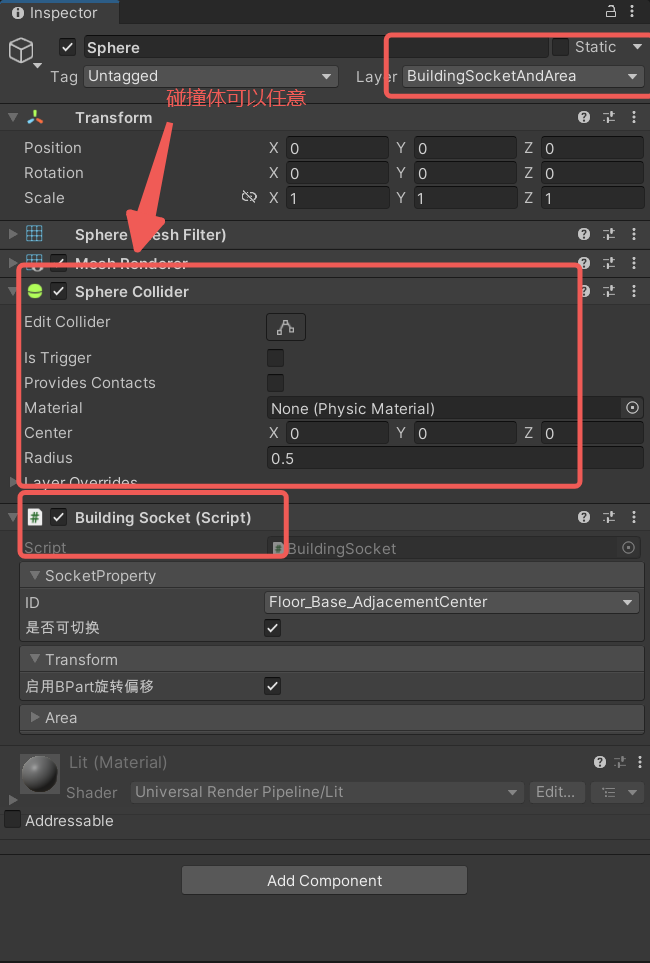 Inspector
Sphere
Static
Tag
Untagged
Layer
BuildingSocketAndArea
碰撞体可以任意
Transform
Position X 0 Y 0 Z 0
Rotation X 0 Y 0 Z 0
Scale X 1 Y 1 Z 1
Sphere (Mesh Filter)
Mesh Renderer
Sphere Collider
Edit Collider
Is Trigger
Provides Contacts
Material None (Physic Material)
Center X 0 Y 0 Z 0
Radius 0.5
Layer Overrides
# Building Socket (Script)
Script # BuildingSocket
SocketProperty
ID Floor_Base_AdjacementCenter
是否可切换
Transform
启用BPart旋转偏移
Area
Lit (Material)
Shader Universal Render Pipeline/Lit Edit...
Addressable
Add Component